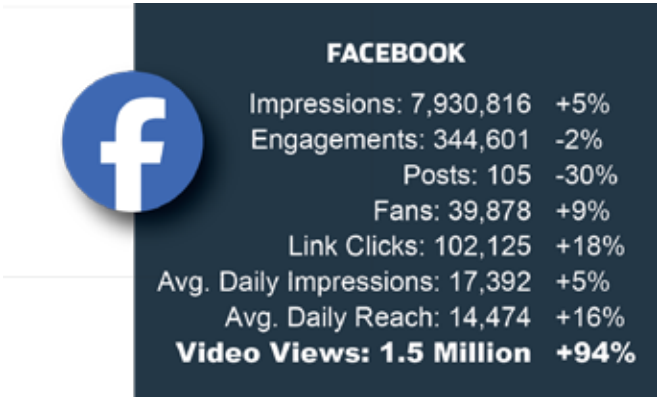 FACEBOOK
Impressions: 7,930,816 +5%
Engagements: 344,601 -2%
Posts: 105 -30%
Fans: 39,878 +9%
Link Clicks: 102,125 +18%
Avg. Daily Impressions: 17,392 +5%
Avg. Daily Reach: 14,474 +16%
Video Views: 1.5 Million +94%